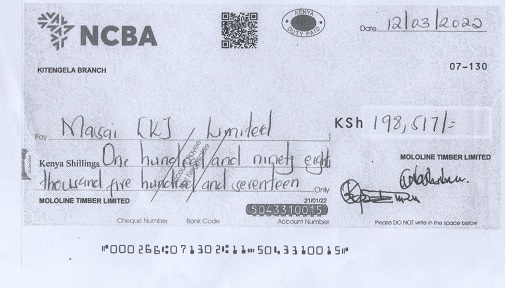 NCBA
KENYA
DUTY PAID
Date 12/03/2022
KITENGELA BRANCH
07-130
Pay Masai [K] Limited
KSh 198,517/=
Kenya Shillings One hundred and ninety eight
thousand five hundred and seventeen Only
MOLOLINE TIMBER LIMITED
MOLOLINE TIMBER LIMITED
21/01/22
5043310015
Cheque Number Bank Code Account Number
Please DO NOT write in the space below
⑈000266⑆071302⑆11⑉5043310015⑈